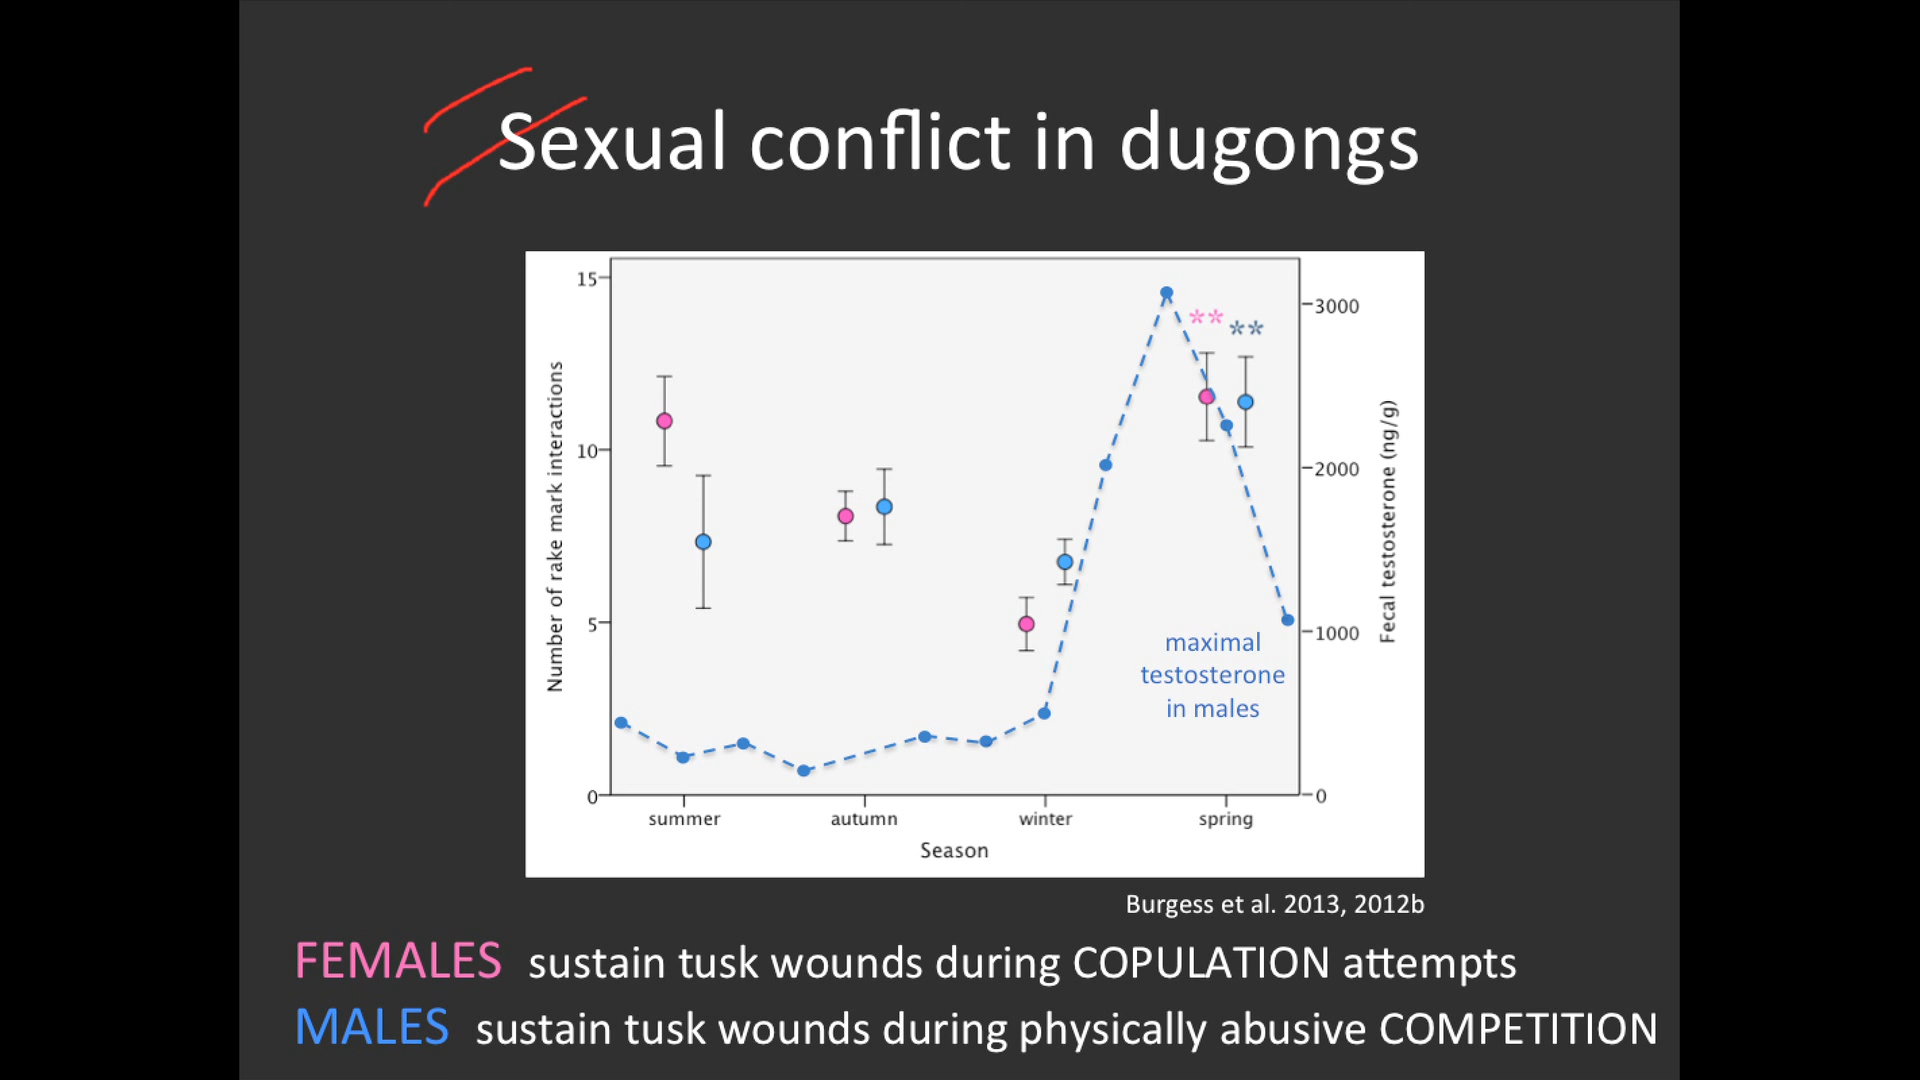 Sexual conflict in dugongs
15
10
5
0
Number of rake mark interactions
3000
2000
1000
0
Fecal testosterone (ng/g)
** **
maximal
testosterone
in males
summer autumn winter spring
Season
Burgess et al. 2013, 2012b
FEMALES sustain tusk wounds during COPULATION attempts
MALES sustain tusk wounds during physically abusive COMPETITION